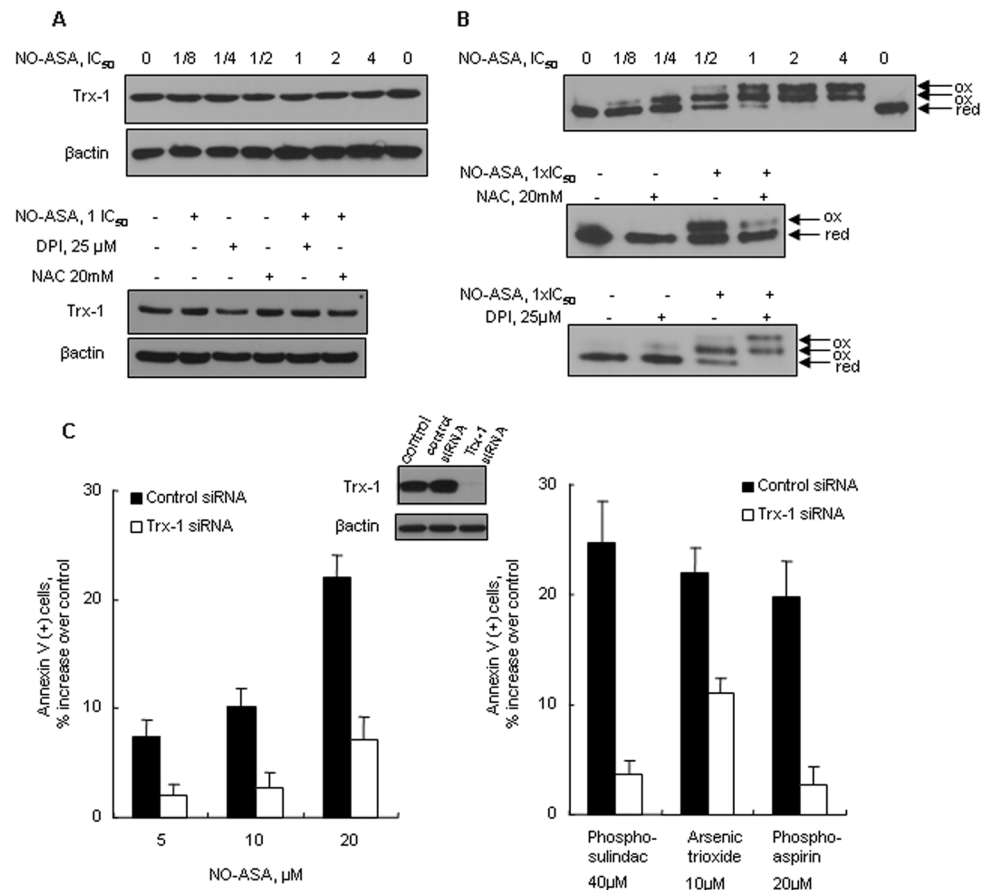 A
NO-ASA, IC50 0 1/8 1/4 1/2 1 2 4 0
Trx-1
βactin
NO-ASA, 1 IC50 - + - - + +
DPI, 25 µM - - + - + -
NAC 20mM - - - + - +
Trx-1
βactin
B
NO-ASA, IC50 0 1/8 1/4 1/2 1 2 4 0
ox
ox
red
NO-ASA, 1xIC50 - - + +
NAC, 20mM - + - +
ox
red
NO-ASA, 1xIC50 - - + +
DPI, 25µM - + - +
ox
ox
red
C
control
control siRNA
Trx-1 siRNA
Trx-1
βactin
Control siRNA
Trx-1 siRNA
Annexin V (+) cells,
% increase over control
30
20
10
0
5 10 20
NO-ASA, µM
Control siRNA
Trx-1 siRNA
Annexin V (+) cells,
% increase over control
30
20
10
0
Phospho- Arsenic Phospho-
sulindac trioxide aspirin
40µM 10µM 20µM